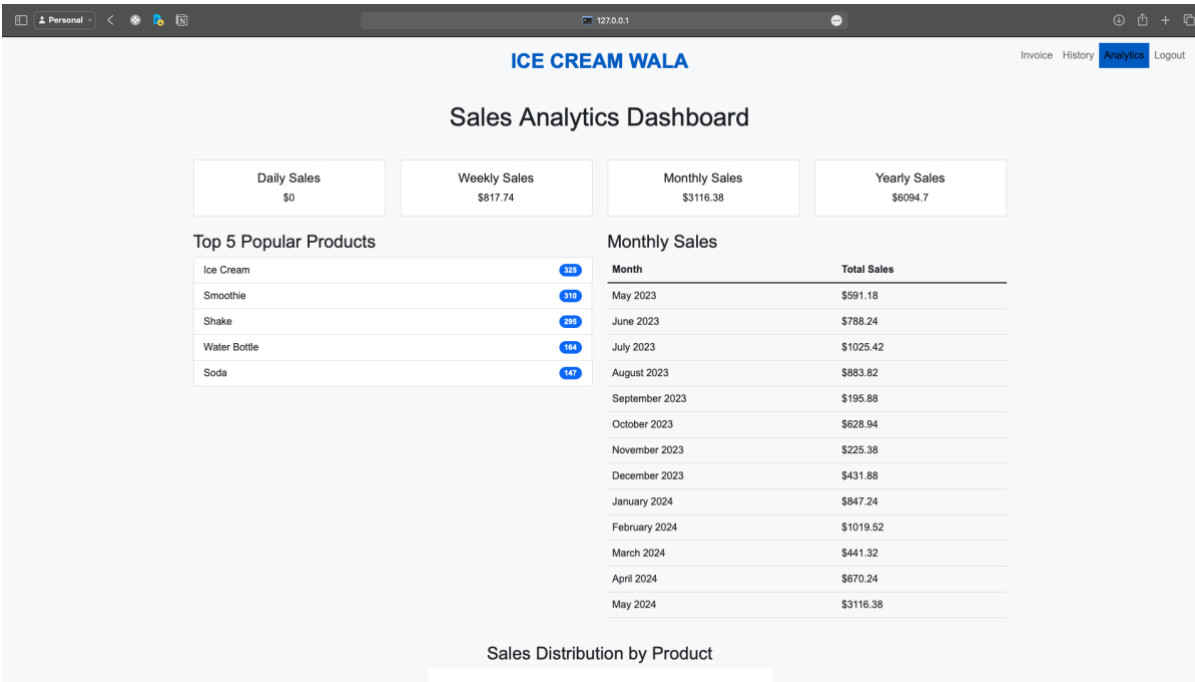 Personal
127.0.0.1
ICE CREAM WALA
Invoice History Analytics Logout
Sales Analytics Dashboard
Daily Sales
$0
Weekly Sales
$817.74
Monthly Sales
$3116.38
Yearly Sales
$6094.7
Top 5 Popular Products
Ice Cream 325
Smoothie 310
Shake 295
Water Bottle 164
Soda 147
Monthly Sales
Month Total Sales
May 2023 $591.18
June 2023 $788.24
July 2023 $1025.42
August 2023 $883.82
September 2023 $195.88
October 2023 $628.94
November 2023 $225.38
December 2023 $431.88
January 2024 $847.24
February 2024 $1019.52
March 2024 $441.32
April 2024 $670.24
May 2024 $3116.38
Sales Distribution by Product